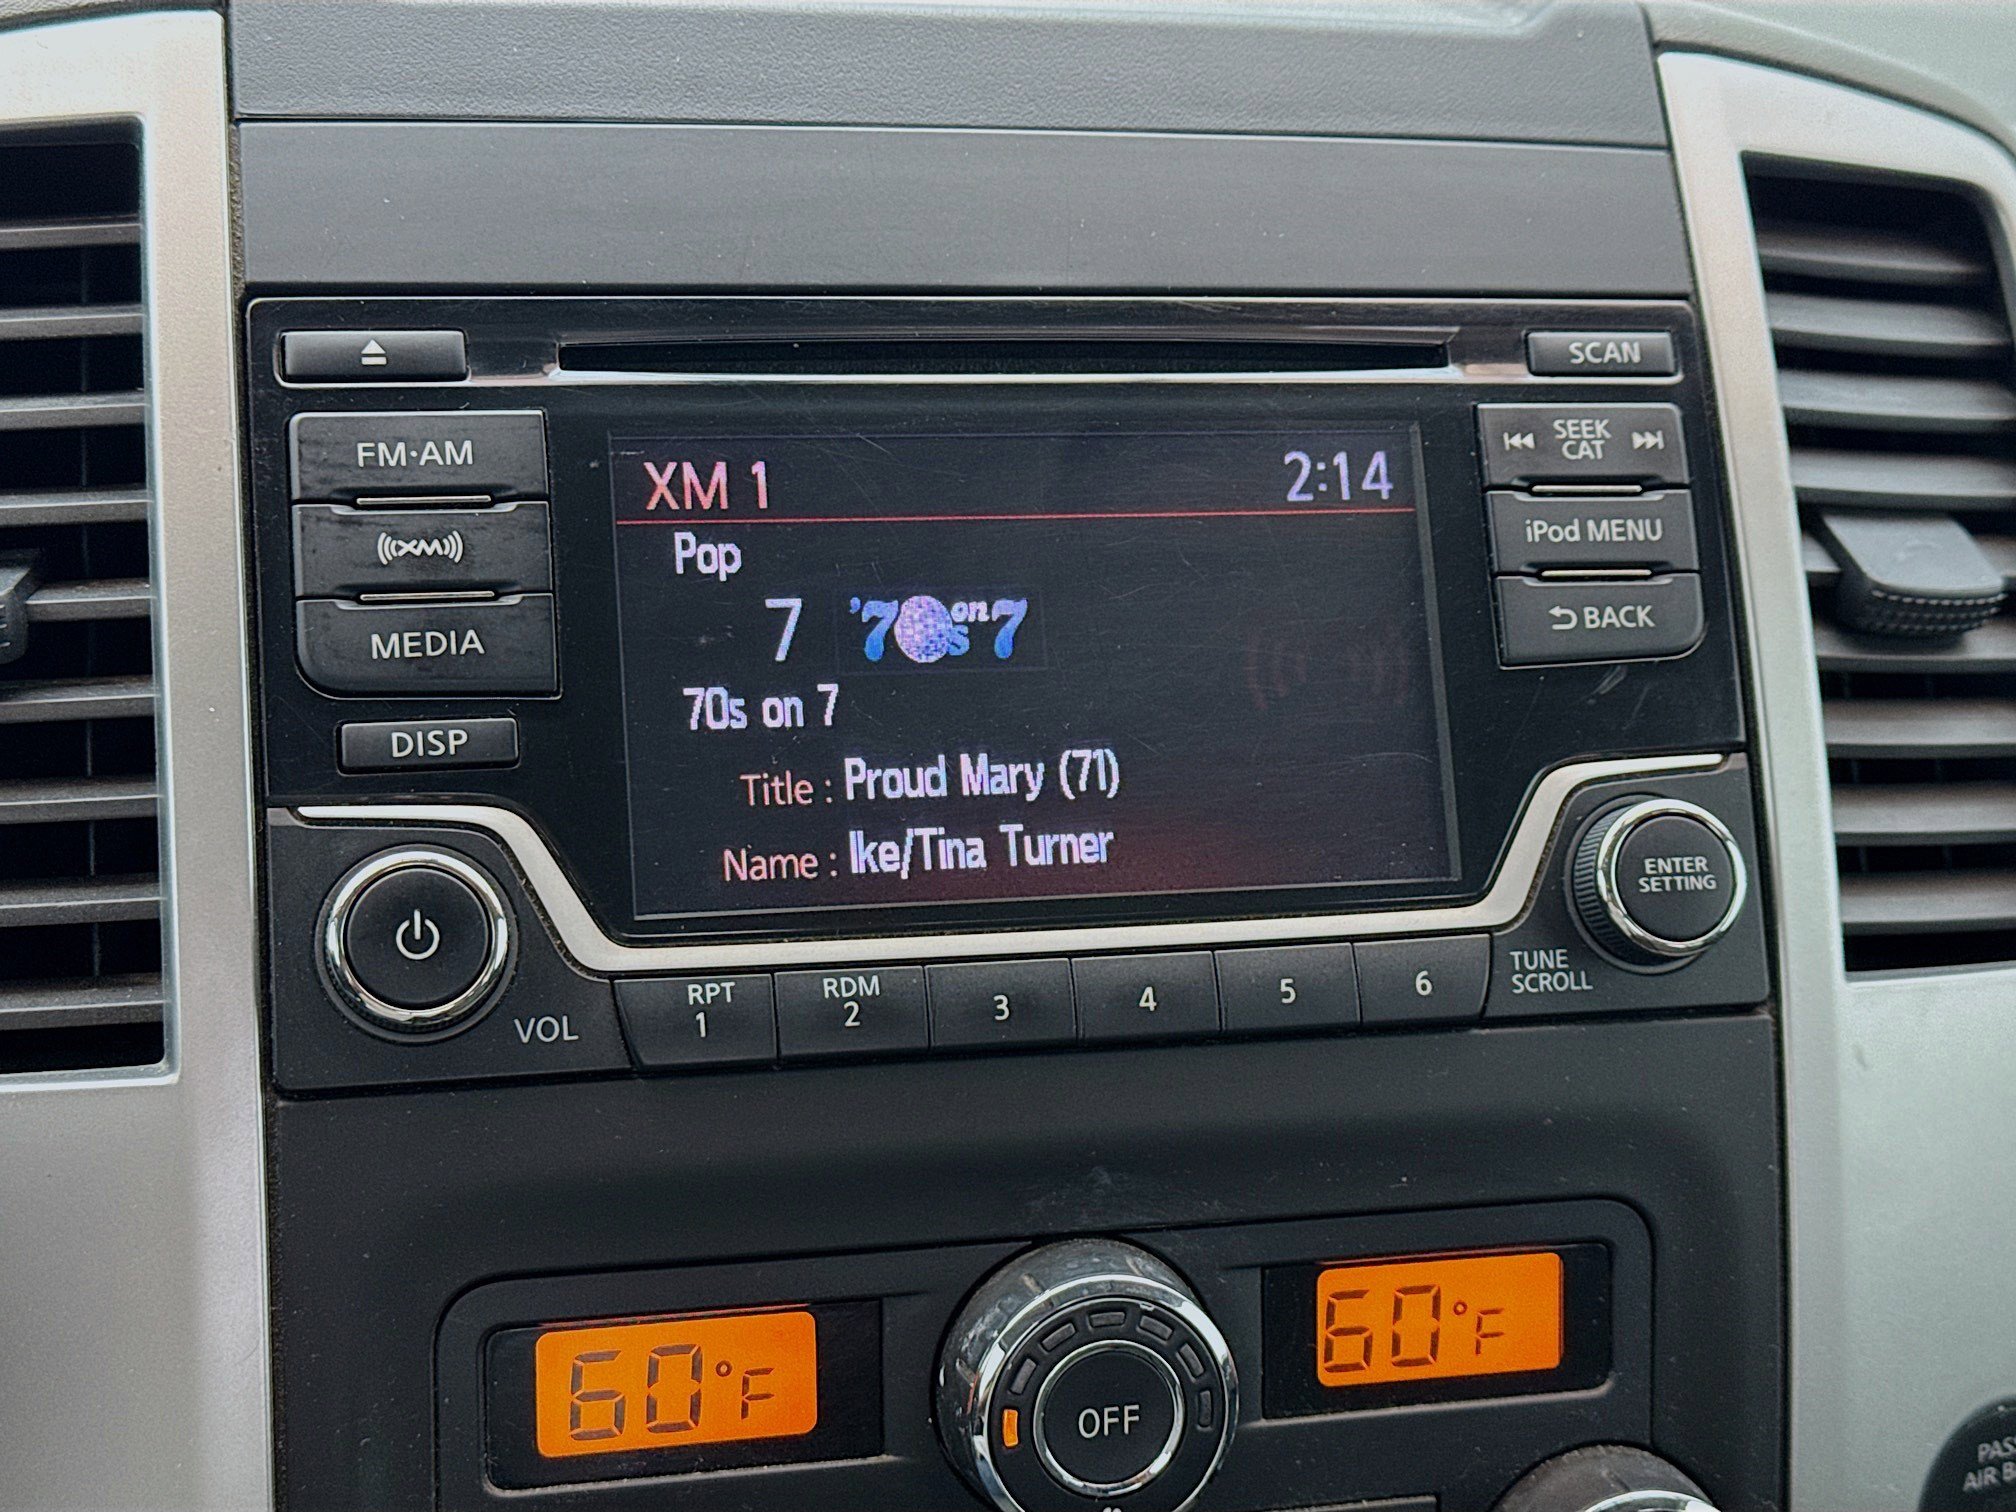 SCAN
FM·AM
XM
MEDIA
DISP
XM 1 2:14
Pop
7 '70s on 7
70s on 7
Title : Proud Mary (71)
Name : Ike/Tina Turner
SEEK
CAT
iPod MENU
BACK
ENTER
SETTING
TUNE
SCROLL
VOL
RPT
1
RDM
2
3
4
5
6
60°F
OFF
60°F
AIR